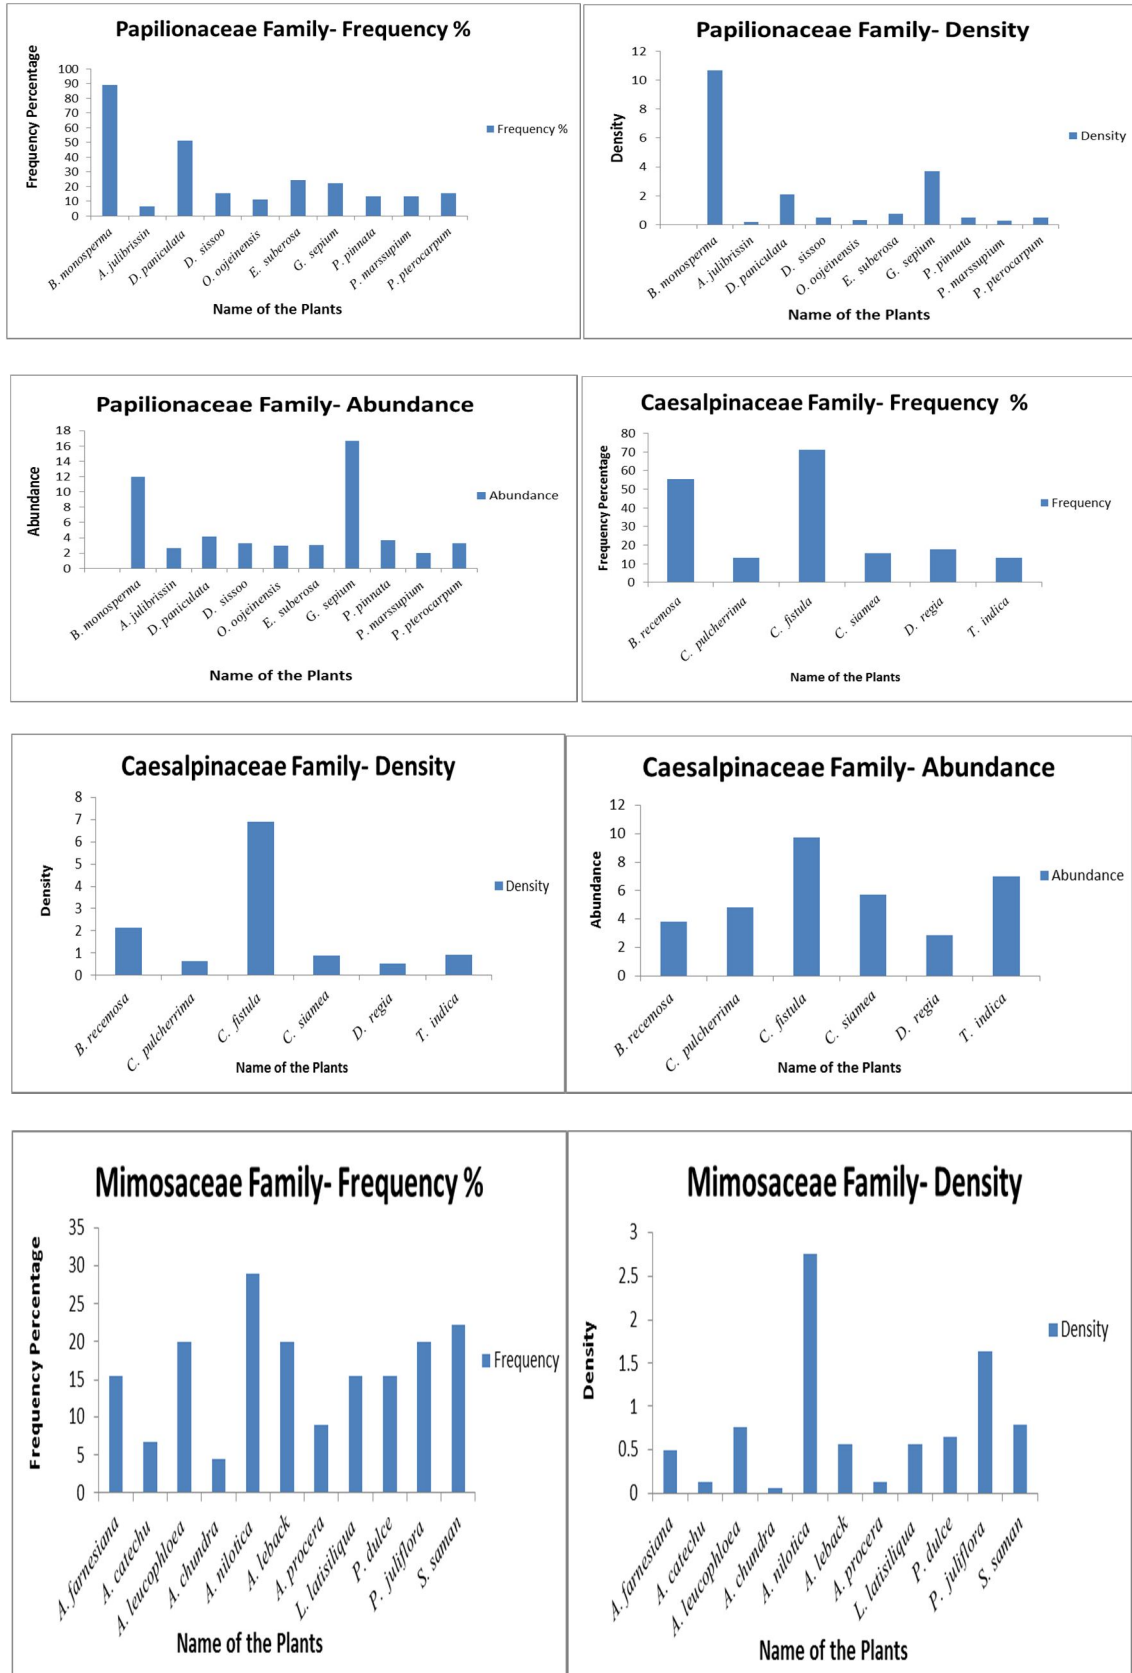 Papilionaceae Family- Frequency %
Frequency Percentage
100
90
80
70
60
50
40
30
20
10
0
Frequency %
B. monosperma
A. julibrissin
D. paniculata
D. sissoo
O. oojeinensis
E. suberosa
G. sepium
P. pinnata
P. marssupium
P. pterocarpum
Name of the Plants
Papilionaceae Family- Density
Density
12
10
8
6
4
2
0
Density
B. monosperma
A. julibrissin
D. paniculata
D. sissoo
O. oojeinensis
E. suberosa
G. sepium
P. pinnata
P. marssupium
P. pterocarpum
Name of the Plants
Papilionaceae Family- Abundance
Abundance
18
16
14
12
10
8
6
4
2
0
Abundance
B. monosperma
A. julibrissin
D. paniculata
D. sissoo
O. oojeinensis
E. suberosa
G. sepium
P. pinnata
P. marssupium
P. pterocarpum
Name of the Plants
Caesalpinaceae Family- Frequency %
Frequency Percentage
80
70
60
50
40
30
20
10
0
Frequency
B. recemosa
C. pulcherrima
C. fistula
C. siamea
D. regia
T. indica
Name of the Plants
Caesalpinaceae Family- Density
Density
8
7
6
5
4
3
2
1
0
Density
B. recemosa
C. pulcherrima
C. fistula
C. siamea
D. regia
T. indica
Name of the Plants
Caesalpinaceae Family- Abundance
Abundance
12
10
8
6
4
2
0
Abundance
B. recemosa
C. pulcherrima
C. fistula
C. siamea
D. regia
T. indica
Name of the Plants
Mimosaceae Family- Frequency %
Frequency Percentage
35
30
25
20
15
10
5
0
Frequency
A. farnesiana
A. catechu
A. leucophloea
A. chundra
A. nilotica
A. leback
A. procera
L. latisiliqua
P. dulce
P. juliflora
S. saman
Name of the Plants
Mimosaceae Family- Density
Density
3
2.5
2
1.5
1
0.5
0
Density
A. farnesiana
A. catechu
A. leucophloea
A. chundra
A. nilotica
A. leback
A. procera
L. latisiliqua
P. dulce
P. juliflora
S. saman
Name of the Plants